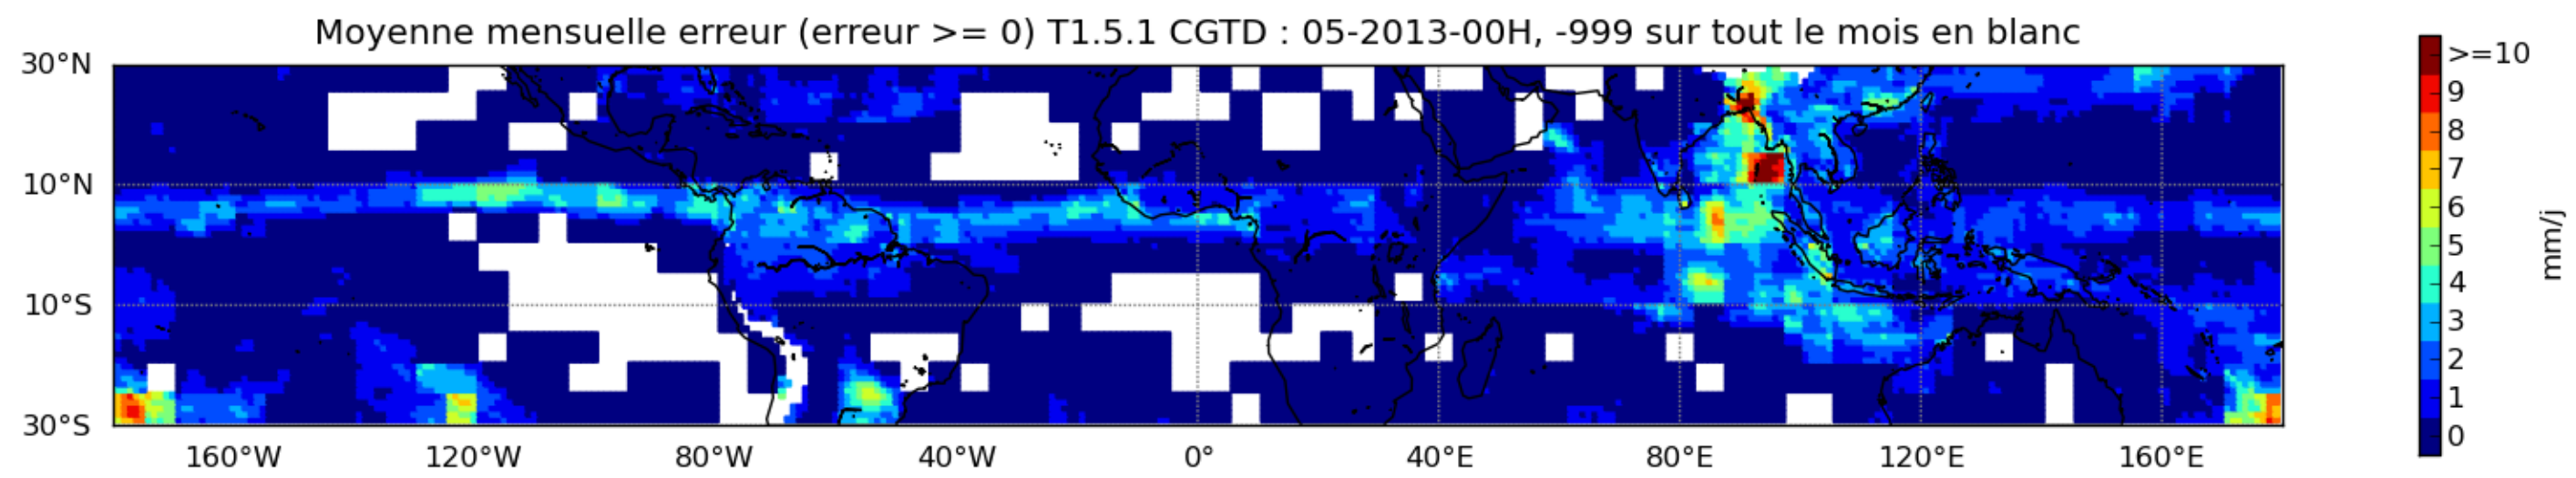 Moyenne mensuelle erreur (erreur >= 0) T1.5.1 CGTD : 05-2013-00H, -999 sur tout le mois en blanc
30°N
10°N
10°S
30°S
160°W 120°W 80°W 40°W 0° 40°E 80°E 120°E 160°E
>=10
9
8
7
6
5
4
3
2
1
0
mm/j